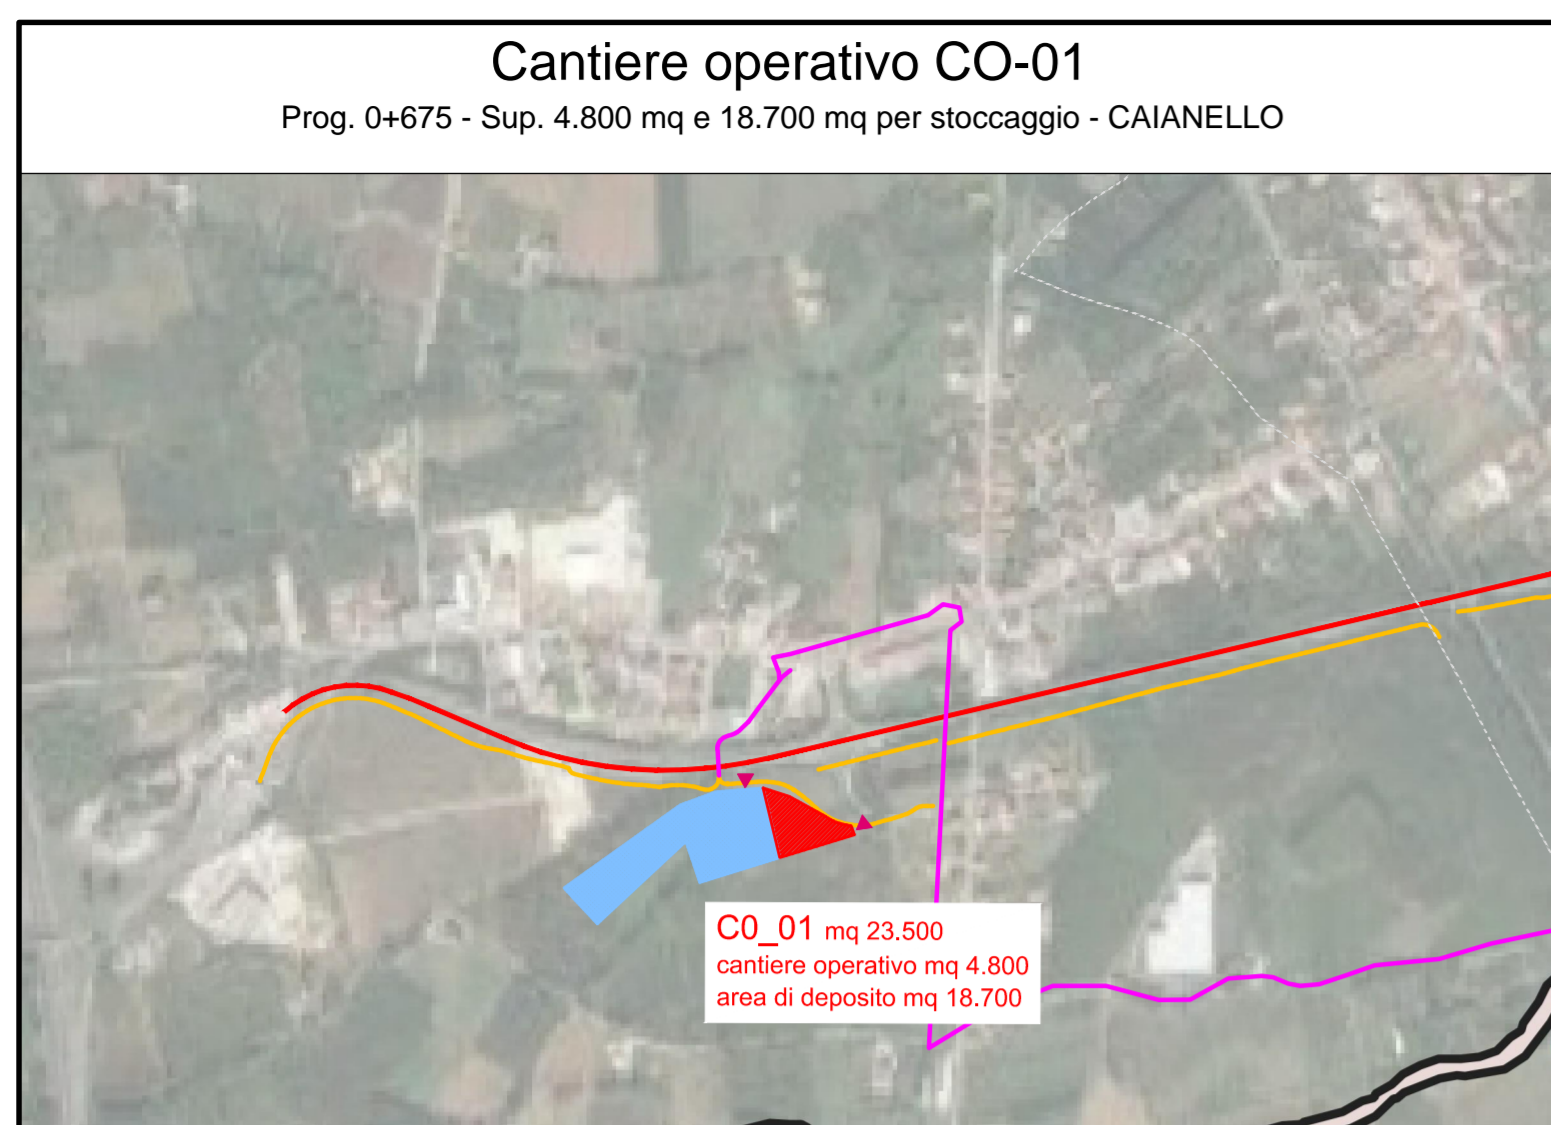 Cantiere operativo CO-01
Prog. 0+675 - Sup. 4.800 mq e 18.700 mq per stoccaggio - CAIANELLO
C0_01 mq 23.500
cantiere operativo mq 4.800
area di deposito mq 18.700